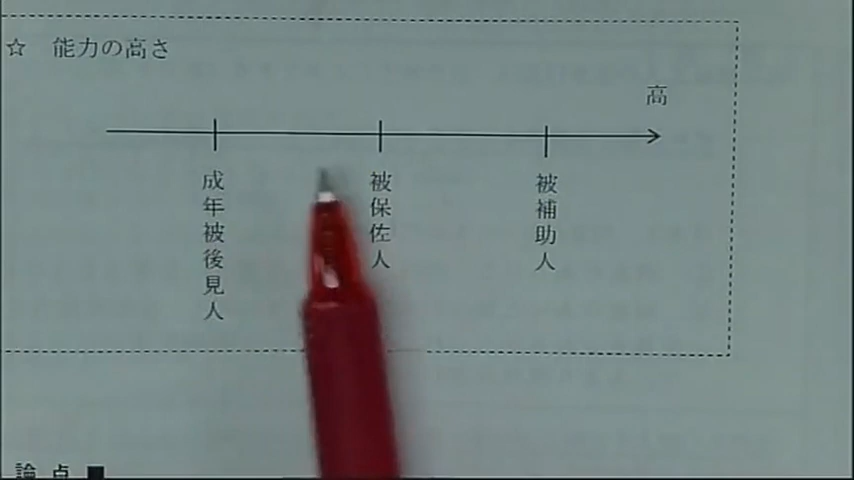 ☆ 能力の高さ
高
成年被後見人
被保佐人
被補助人
論点■